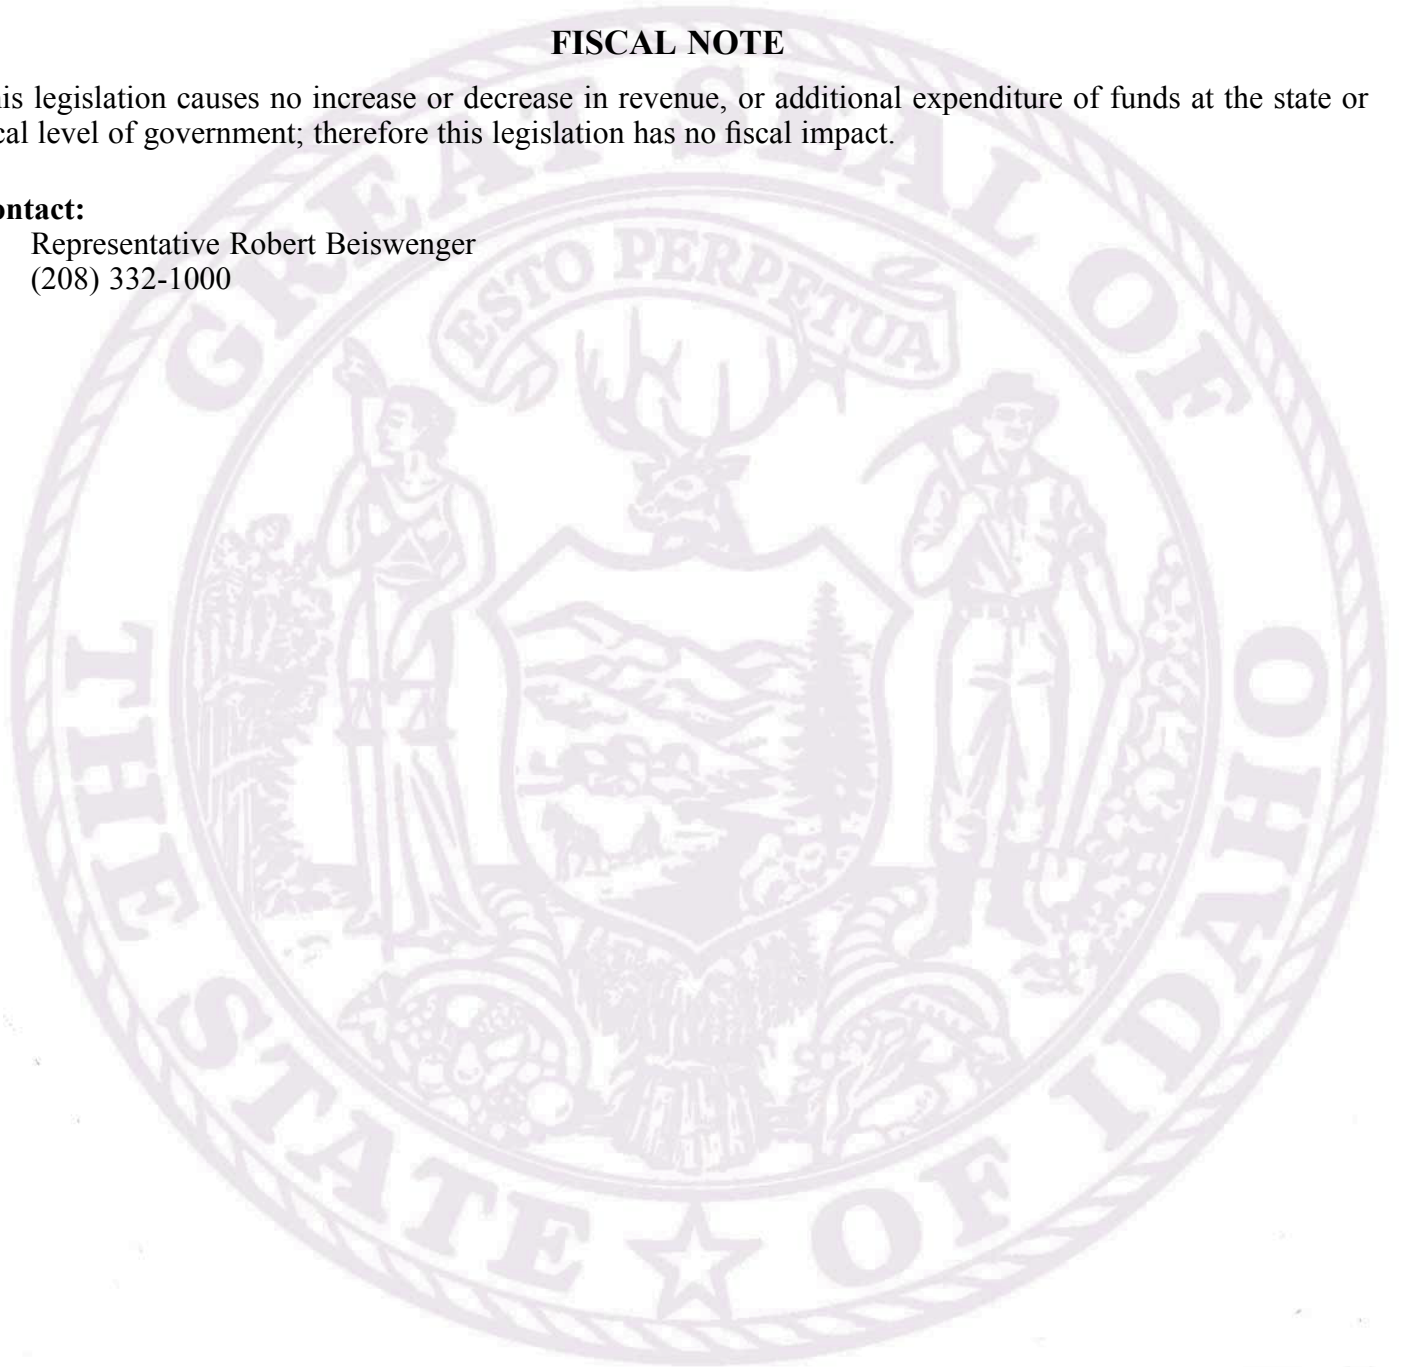 FISCAL NOTE
is legislation causes no increase or decrease in revenue, or additional expenditure of funds at the state or
cal level of government; therefore this legislation has no fiscal impact.
ontact:
Representative Robert Beiswenger
(208) 332-1000
GREAT SEAL OF
ESTO PERPETUA
THE STATE OF IDAHO